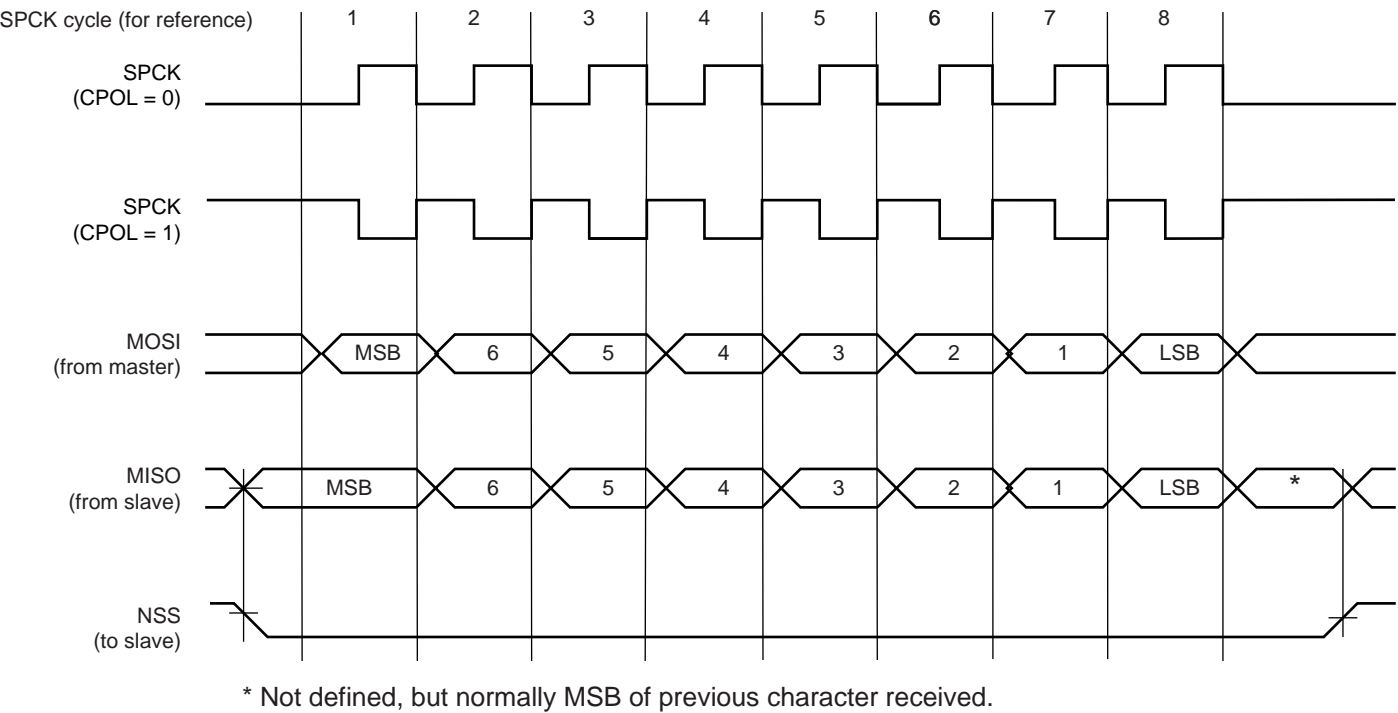 SPCK cycle (for reference) 1 2 3 4 5 6 7 8
SPCK
(CPOL = 0)
SPCK
(CPOL = 1)
MOSI
(from master)
MSB 6 5 4 3 2 1 LSB
MISO
(from slave)
MSB 6 5 4 3 2 1 LSB *
NSS
(to slave)
* Not defined, but normally MSB of previous character received.